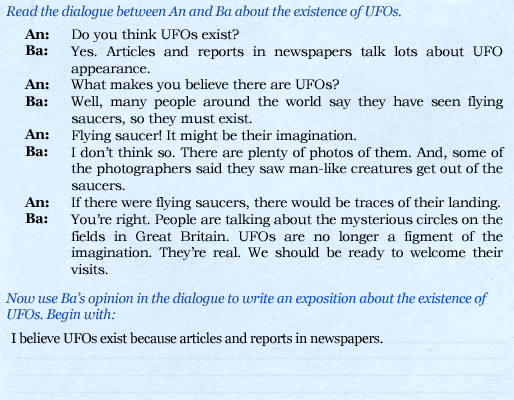 Read the dialogue between An and Ba about the existence of UFOs.
An: Do you think UFOs exist?
Ba: Yes. Articles and reports in newspapers talk lots about UFO
appearance.
An: What makes you believe there are UFOs?
Ba: Well, many people around the world say they have seen flying
saucers, so they must exist.
An: Flying saucer! It might be their imagination.
Ba: I don't think so. There are plenty of photos of them. And, some of
the photographers said they saw man-like creatures get out of the
saucers.
An: If there were flying saucers, there would be traces of their landing.
Ba: You're right. People are talking about the mysterious circles on the
fields in Great Britain. UFOs are no longer a figment of the
imagination. They're real. We should be ready to welcome their
visits.
Now use Ba's opinion in the dialogue to write an exposition about the existence of
UFOs. Begin with:
I believe UFOs exist because articles and reports in newspapers.